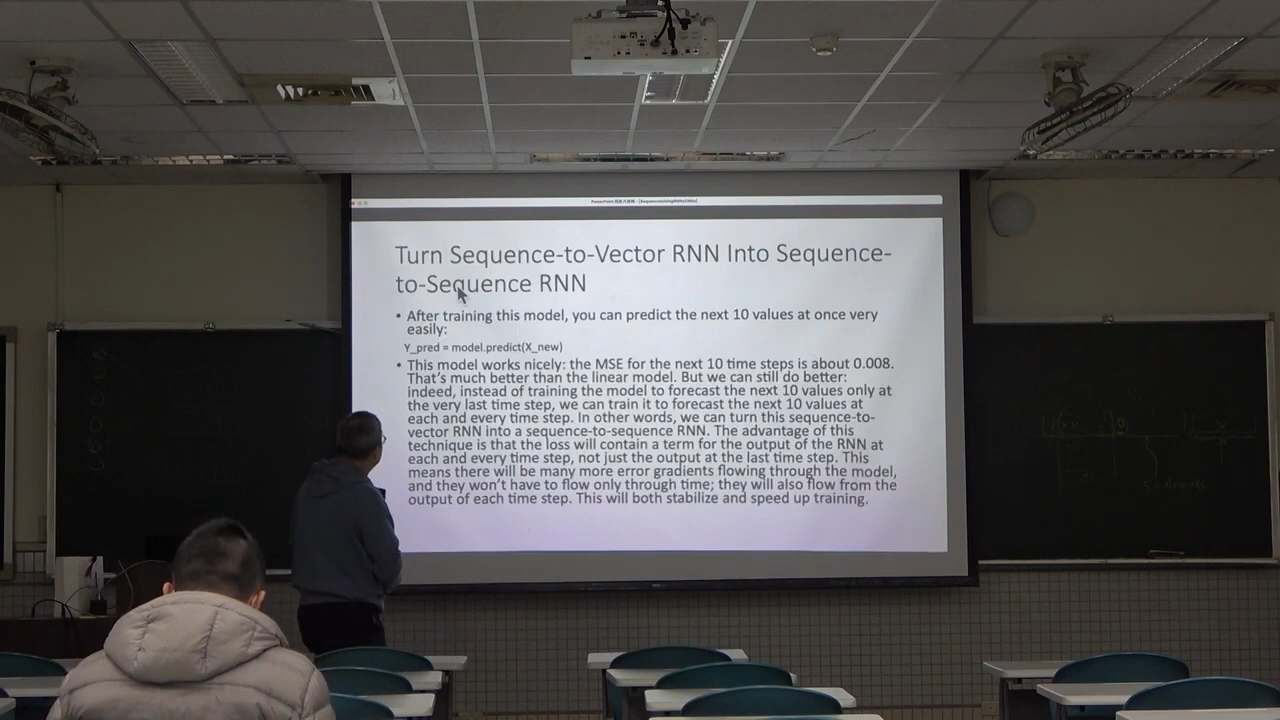 Turn Sequence-to-Vector RNN Into Sequence-
to-Sequence RNN
• After training this model, you can predict the next 10 values at once very
easily:
Y_pred = model.predict(X_new)
• This model works nicely: the MSE for the next 10 time steps is about 0.008.
That's much better than the linear model. But we can still do better:
indeed, instead of training the model to forecast the next 10 values only at
the very last time step, we can train it to forecast the next 10 values at
each and every time step. In other words, we can turn this sequence-to-
vector RNN into a sequence-to-sequence RNN. The advantage of this
technique is that the loss will contain a term for the output of the RNN at
each and every time step, not just the output at the last time step. This
means there will be many more error gradients flowing through the model,
and they won't have to flow only through time; they will also flow from the
output of each time step. This will both stabilize and speed up training.